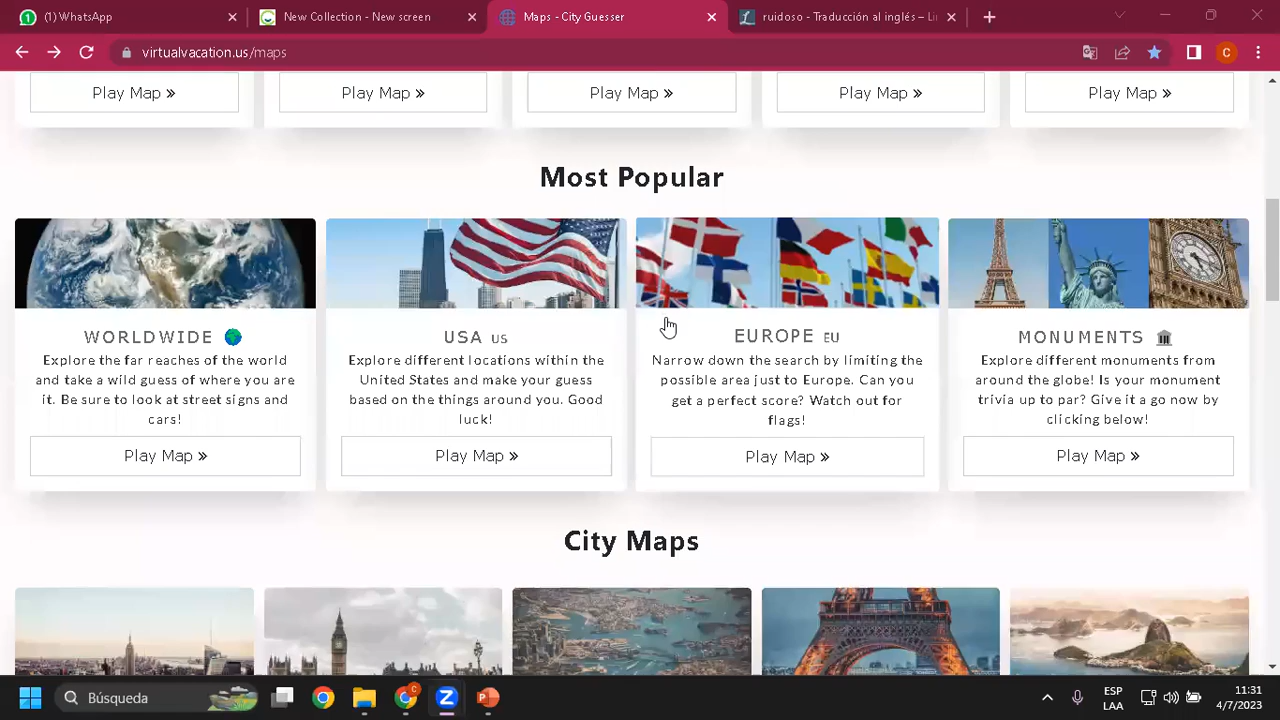 (1) WhatsApp
New Collection - New screen
Maps - City Guesser
ruidoso - Traducción al inglés – Li
virtualvacation.us/maps
Play Map »
Play Map »
Play Map »
Play Map »
Play Map »
Most Popular
WORLDWIDE
Explore the far reaches of the world
and take a wild guess of where you are
it. Be sure to look at street signs and
cars!
Play Map »
USA US
Explore different locations within the
United States and make your guess
based on the things around you. Good
luck!
Play Map »
EUROPE EU
Narrow down the search by limiting the
possible area just to Europe. Can you
get a perfect score? Watch out for
flags!
Play Map »
MONUMENTS
Explore different monuments from
around the globe! Is your monument
trivia up to par? Give it a go now by
clicking below!
Play Map »
City Maps
Búsqueda
ESP
LAA
11:31
4/7/2023